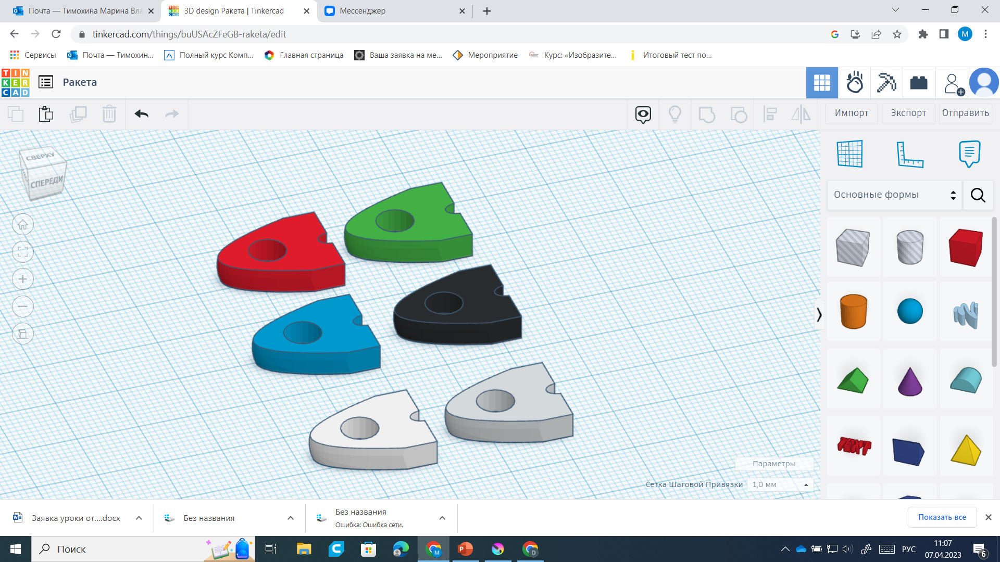 Почта — Тимохина Марина Вла
3D design Ракета | Tinkercad
Мессенджер
tinkercad.com/things/buUSAcZFeGB-raketa/edit
M
Сервисы
Почта — Тимохин...
Полный курс Комп...
Главная страница
Ваша заявка на ме...
Мероприятие
Курс: «Изобразите...
Итоговый тест по...
TIN
KER
CAD
Ракета
Импорт
Экспорт
Отправить
СВЕРХУ
СПЕРЕДИ
Основные формы
TEXT
Параметры
Сетка Шаговой Привязки
1,0 мм
Заявка уроки от....docx
Без названия
Без названия
Ошибка: Ошибка сети.
Показать все
Поиск
M
P
D
РУС
11:07
07.04.2023
6